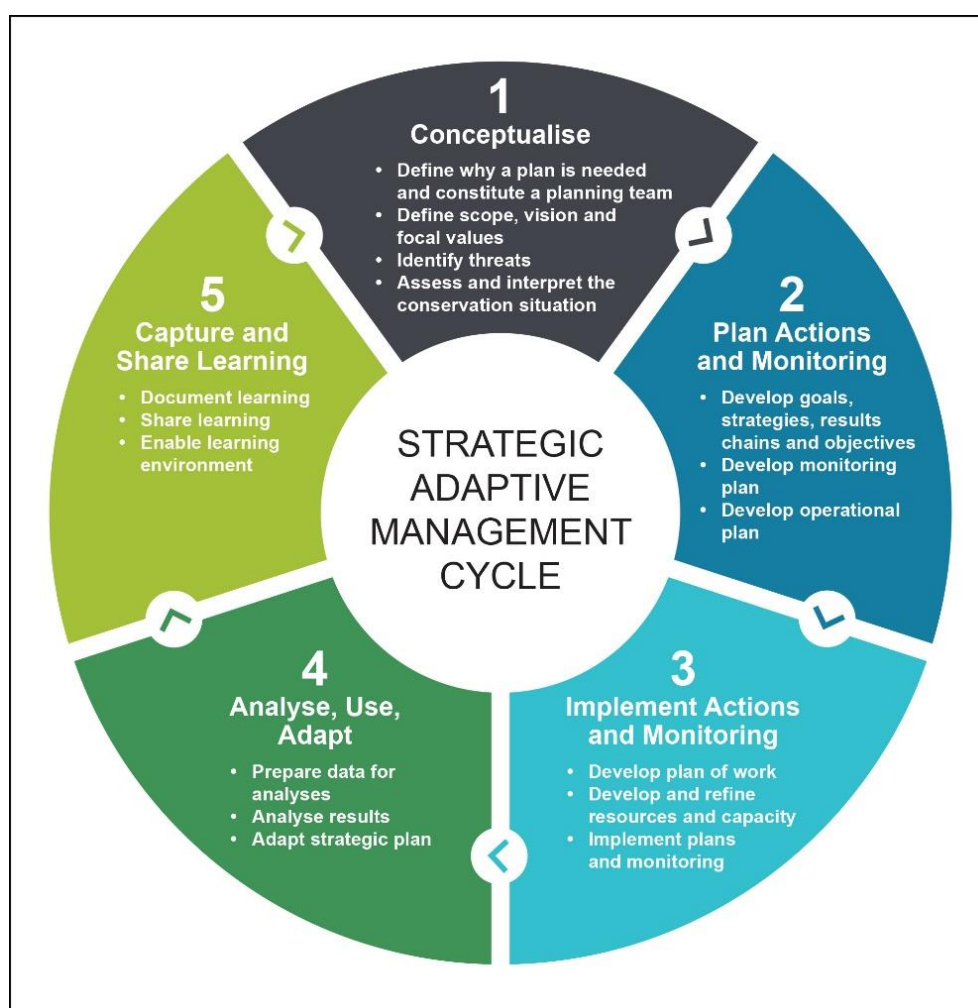 1
Conceptualise
• Define why a plan is needed
and constitute a planning team
• Define scope, vision and
focal values
• Identify threats
• Assess and interpret the
conservation situation
2
Plan Actions
and Monitoring
• Develop goals,
strategies, results
chains and objectives
• Develop monitoring
plan
• Develop operational
plan
3
Implement Actions
and Monitoring
• Develop plan of work
• Develop and refine
resources and capacity
• Implement plans
and monitoring
4
Analyse, Use,
Adapt
• Prepare data for
analyses
• Analyse results
• Adapt strategic plan
5
Capture and
Share Learning
• Document learning
• Share learning
• Enable learning
environment
STRATEGIC
ADAPTIVE
MANAGEMENT
CYCLE